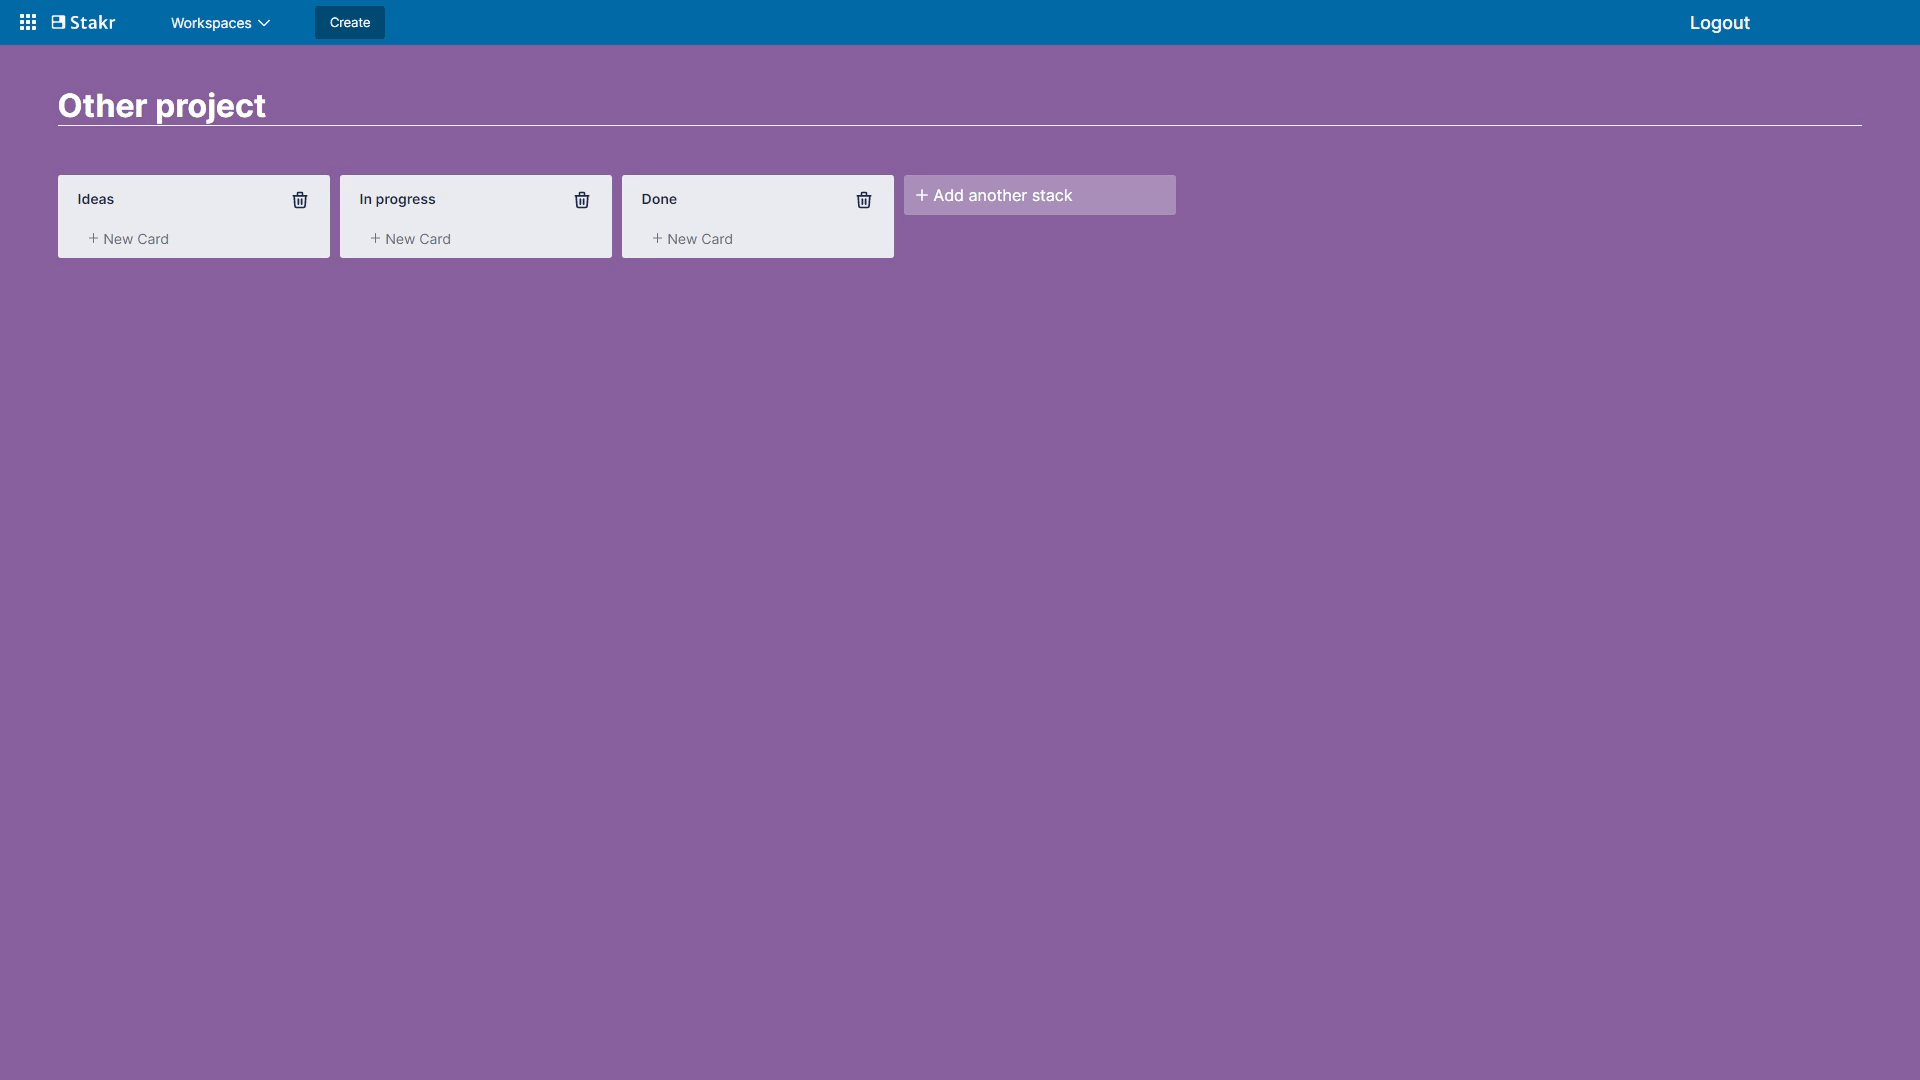 Stakr
Workspaces
Create
Logout
Other project
Ideas
+ New Card
In progress
+ New Card
Done
+ New Card
+ Add another stack